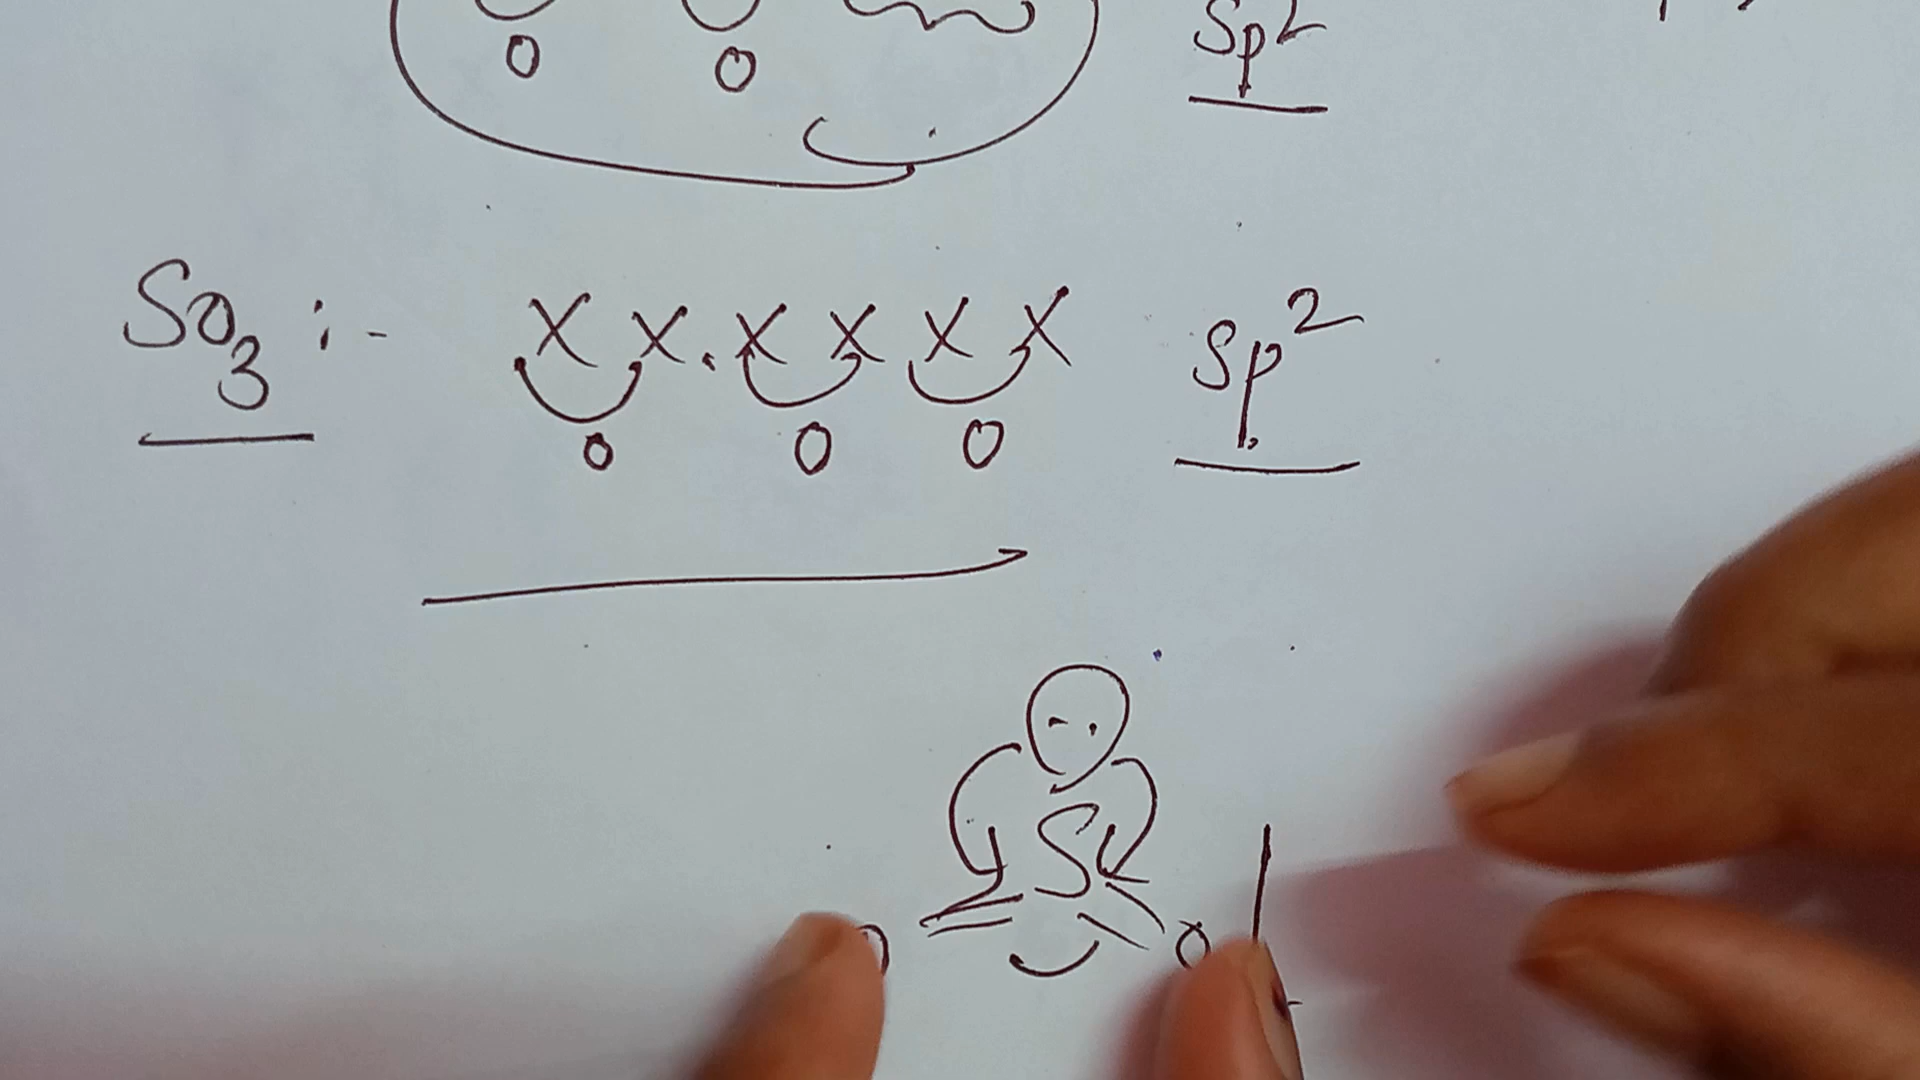 O O Sp2
SO3 :- X X X X X X Sp2
O O O
S
O O